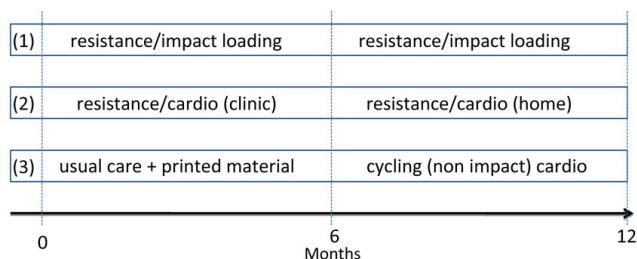 (1) resistance/impact loading resistance/impact loading
(2) resistance/cardio (clinic) resistance/cardio (home)
(3) usual care + printed material cycling (non impact) cardio
0 6 12
Months